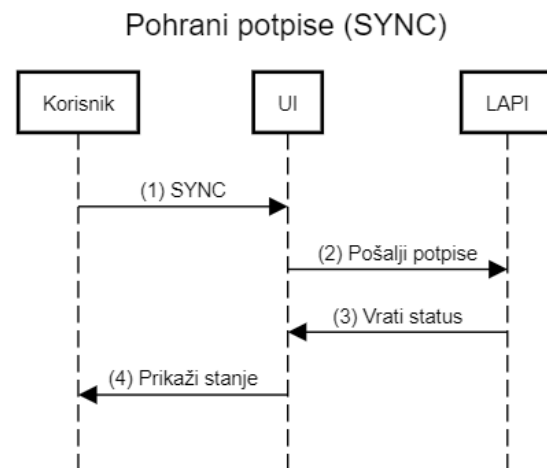 Pohrani potpise (SYNC)
Korisnik
UI
LAPI
(1) SYNC
(2) Pošalji potpise
(3) Vrati status
(4) Prikaži stanje